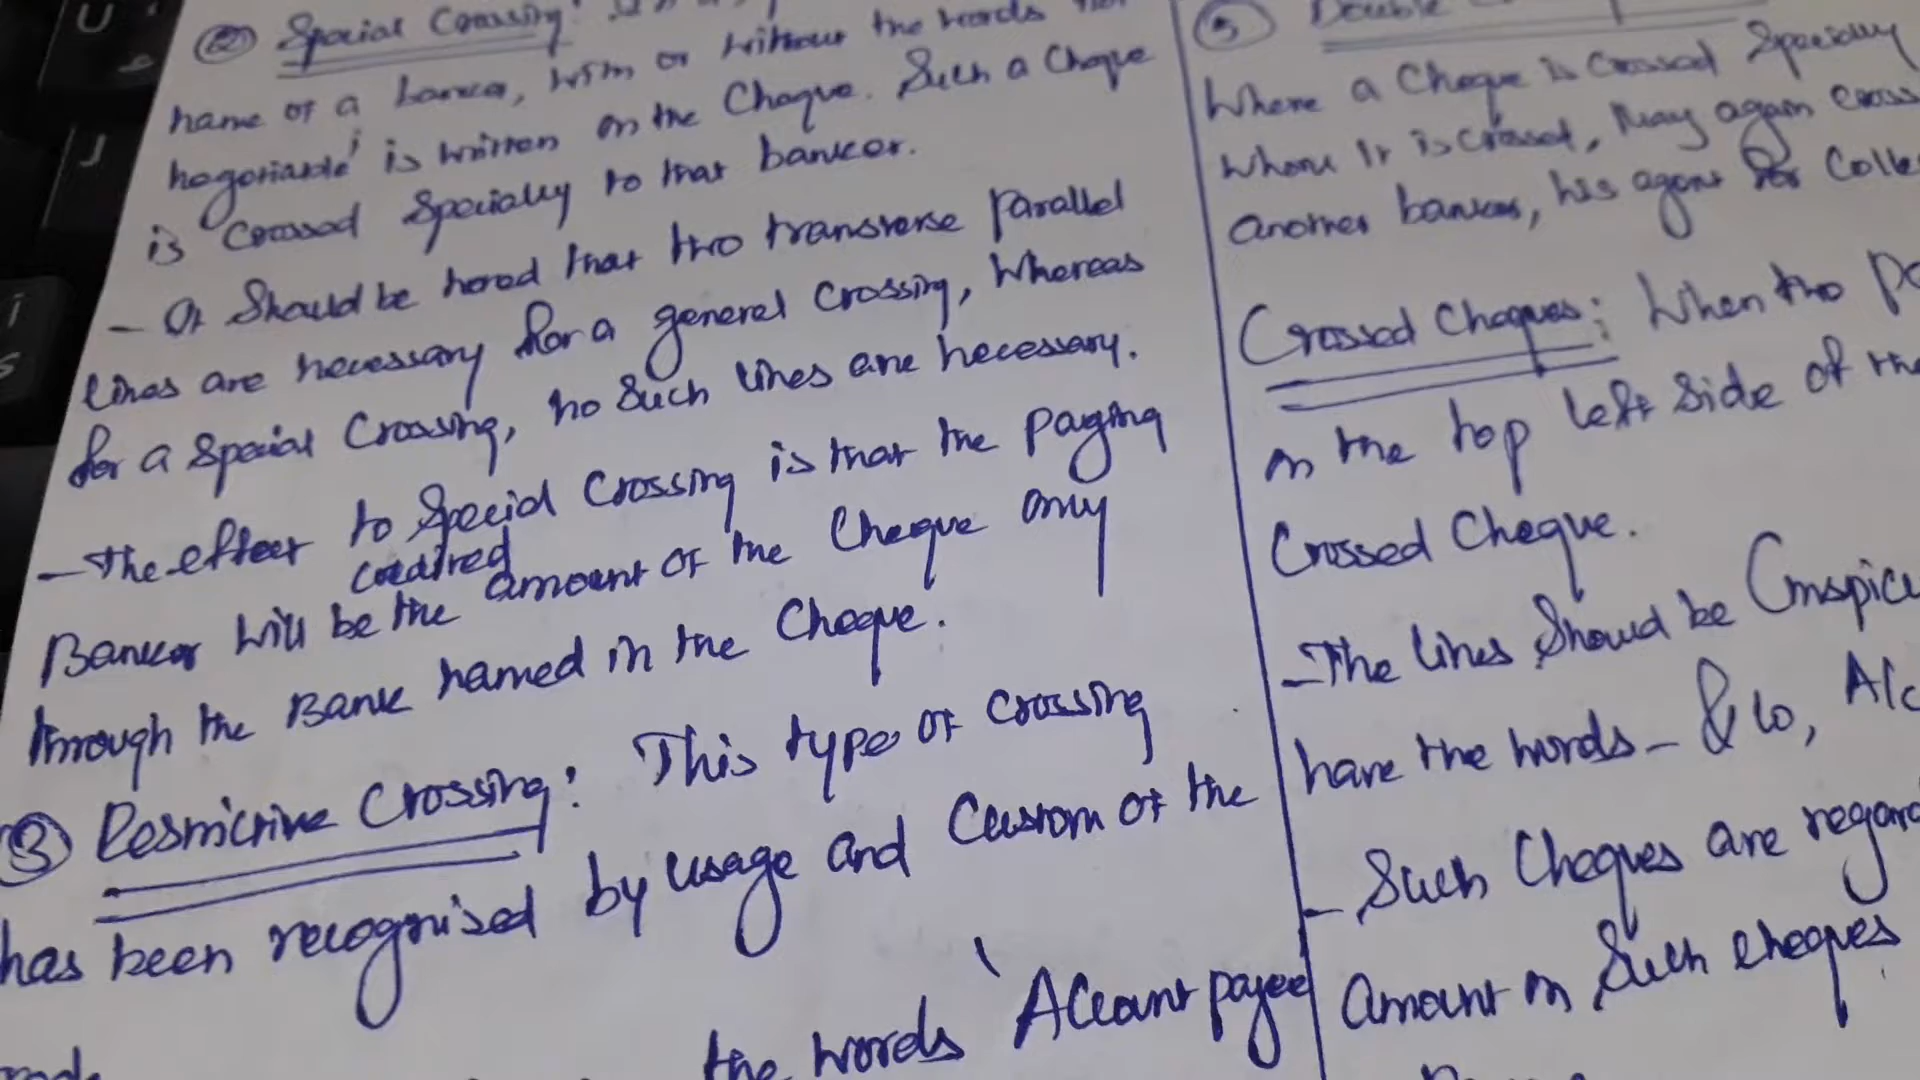 ② Special Crossing:
name of a banker, with or without the words not
negotiable' is written on the Cheque. Such a Cheque
is Crossed Specially to that banker.
- It Should be noted that two transverse parallel
lines are necessary for a general Crossing, Whereas
for a Special Crossing, no Such lines are necessary.
- The effect to Special Crossing is that the paying
credited
Banker will be the amount of the Cheque only
through the Bank named in the Cheque.
③ Restrictive Crossing: This type of crossing
has been recognised by usage and Custom of the
the words 'Account payee
⑤ Double
Where a Cheque is Crossed Specially
whom it is crossed, may again cross
another banker, his agent for Colle
Crossed Cheques: When two pa
on the top left side of the
Crossed Cheque.
- The lines Should be Conspicu
have the words - & Co, A/c
- Such Cheques are regard
amount on Such cheques